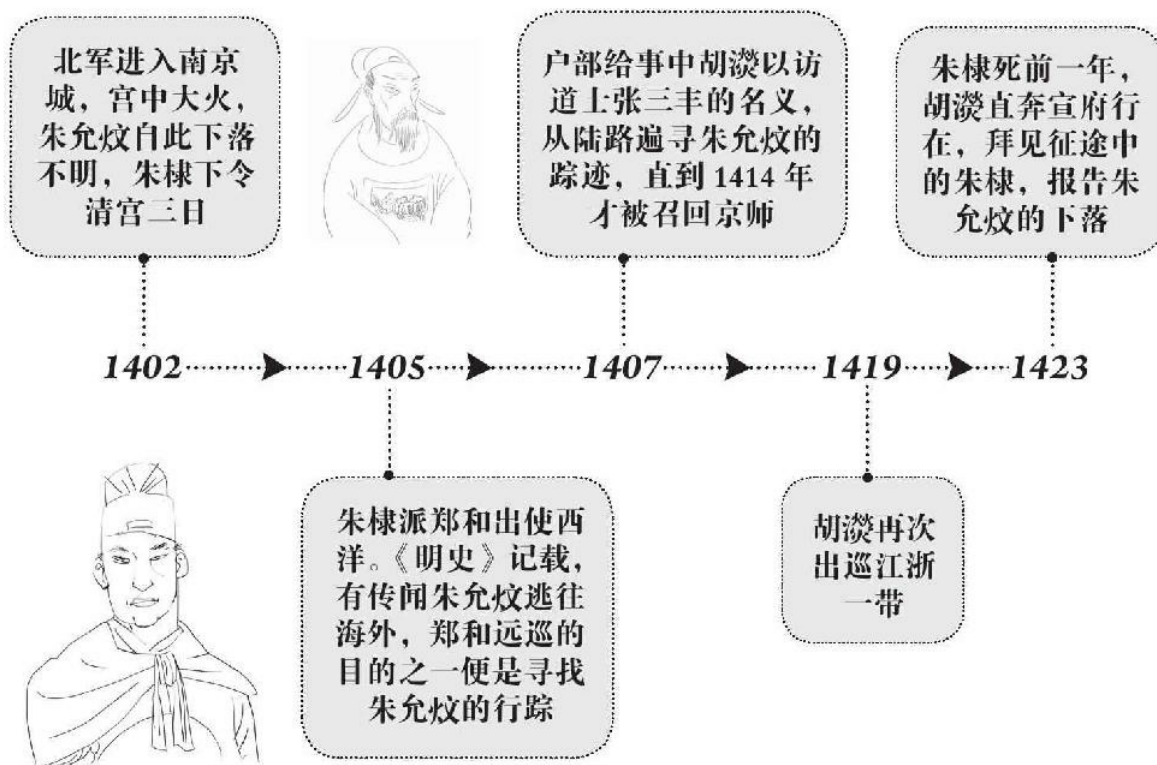 北军进入南京
城，宫中大火，
朱允炆自此下落
不明，朱棣下令
清宫三日
户部给事中胡濙以访
道士张三丰的名义，
从陆路遍寻朱允炆的
踪迹，直到 1414 年
才被召回京师
朱棣死前一年，
胡濙直奔宣府行
在，拜见征途中
的朱棣，报告朱
允炆的下落
1402
1405
1407
1419
1423
朱棣派郑和出使西
洋。《明史》记载，
有传闻朱允炆逃往
海外，郑和远巡的
目的之一便是寻找
朱允炆的行踪
胡濙再次
出巡江浙
一带